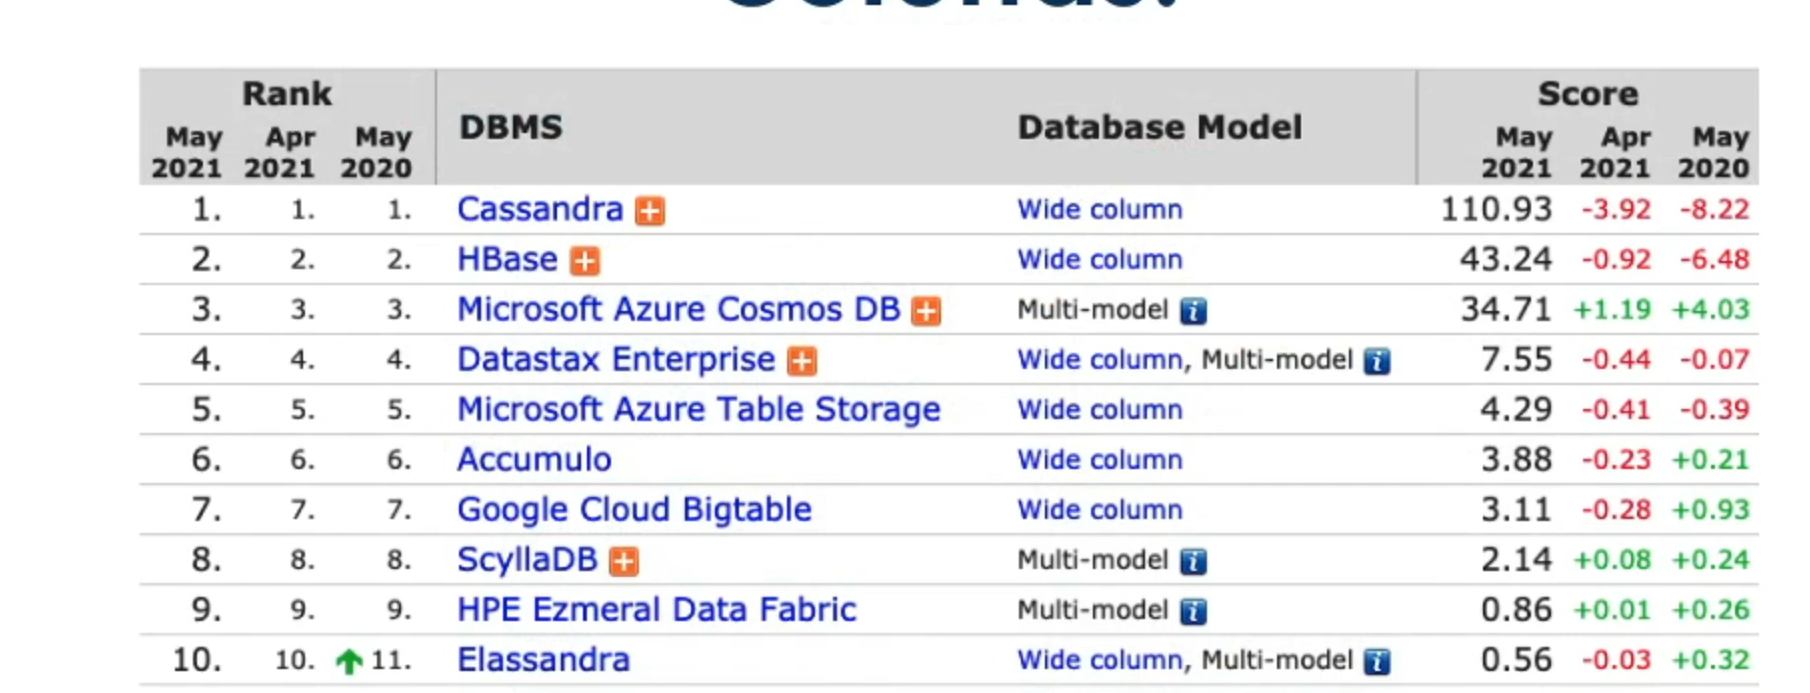 Rank DBMS Database Model Score
May Apr May May Apr May
2021 2021 2020 2021 2021 2020
1. 1. 1. Cassandra Wide column 110.93 -3.92 -8.22
2. 2. 2. HBase Wide column 43.24 -0.92 -6.48
3. 3. 3. Microsoft Azure Cosmos DB Multi-model 34.71 +1.19 +4.03
4. 4. 4. Datastax Enterprise Wide column, Multi-model 7.55 -0.44 -0.07
5. 5. 5. Microsoft Azure Table Storage Wide column 4.29 -0.41 -0.39
6. 6. 6. Accumulo Wide column 3.88 -0.23 +0.21
7. 7. 7. Google Cloud Bigtable Wide column 3.11 -0.28 +0.93
8. 8. 8. ScyllaDB Multi-model 2.14 +0.08 +0.24
9. 9. 9. HPE Ezmeral Data Fabric Multi-model 0.86 +0.01 +0.26
10. 10. 11. Elassandra Wide column, Multi-model 0.56 -0.03 +0.32